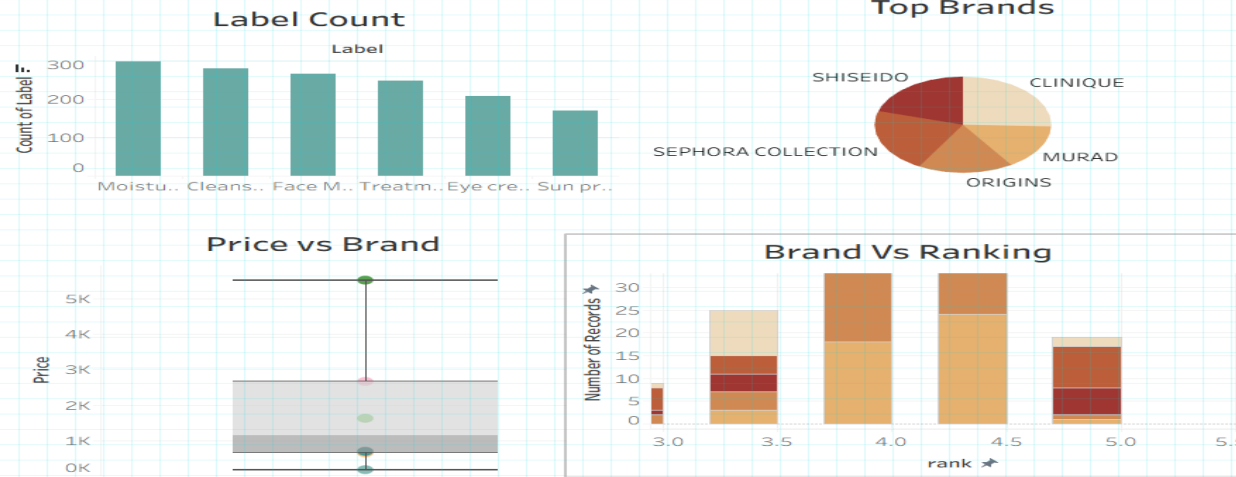 Label Count
Label
Count of Label
300
200
100
0
Moistu.. Cleans.. Face M.. Treatm.. Eye cre.. Sun pr..
Top Brands
SHISEIDO
CLINIQUE
SEPHORA COLLECTION
MURAD
ORIGINS
Price vs Brand
Price
5K
4K
3K
2K
1K
0K
Brand Vs Ranking
Number of Records
30
25
20
15
10
5
0
3.0 3.5 4.0 4.5 5.0
rank